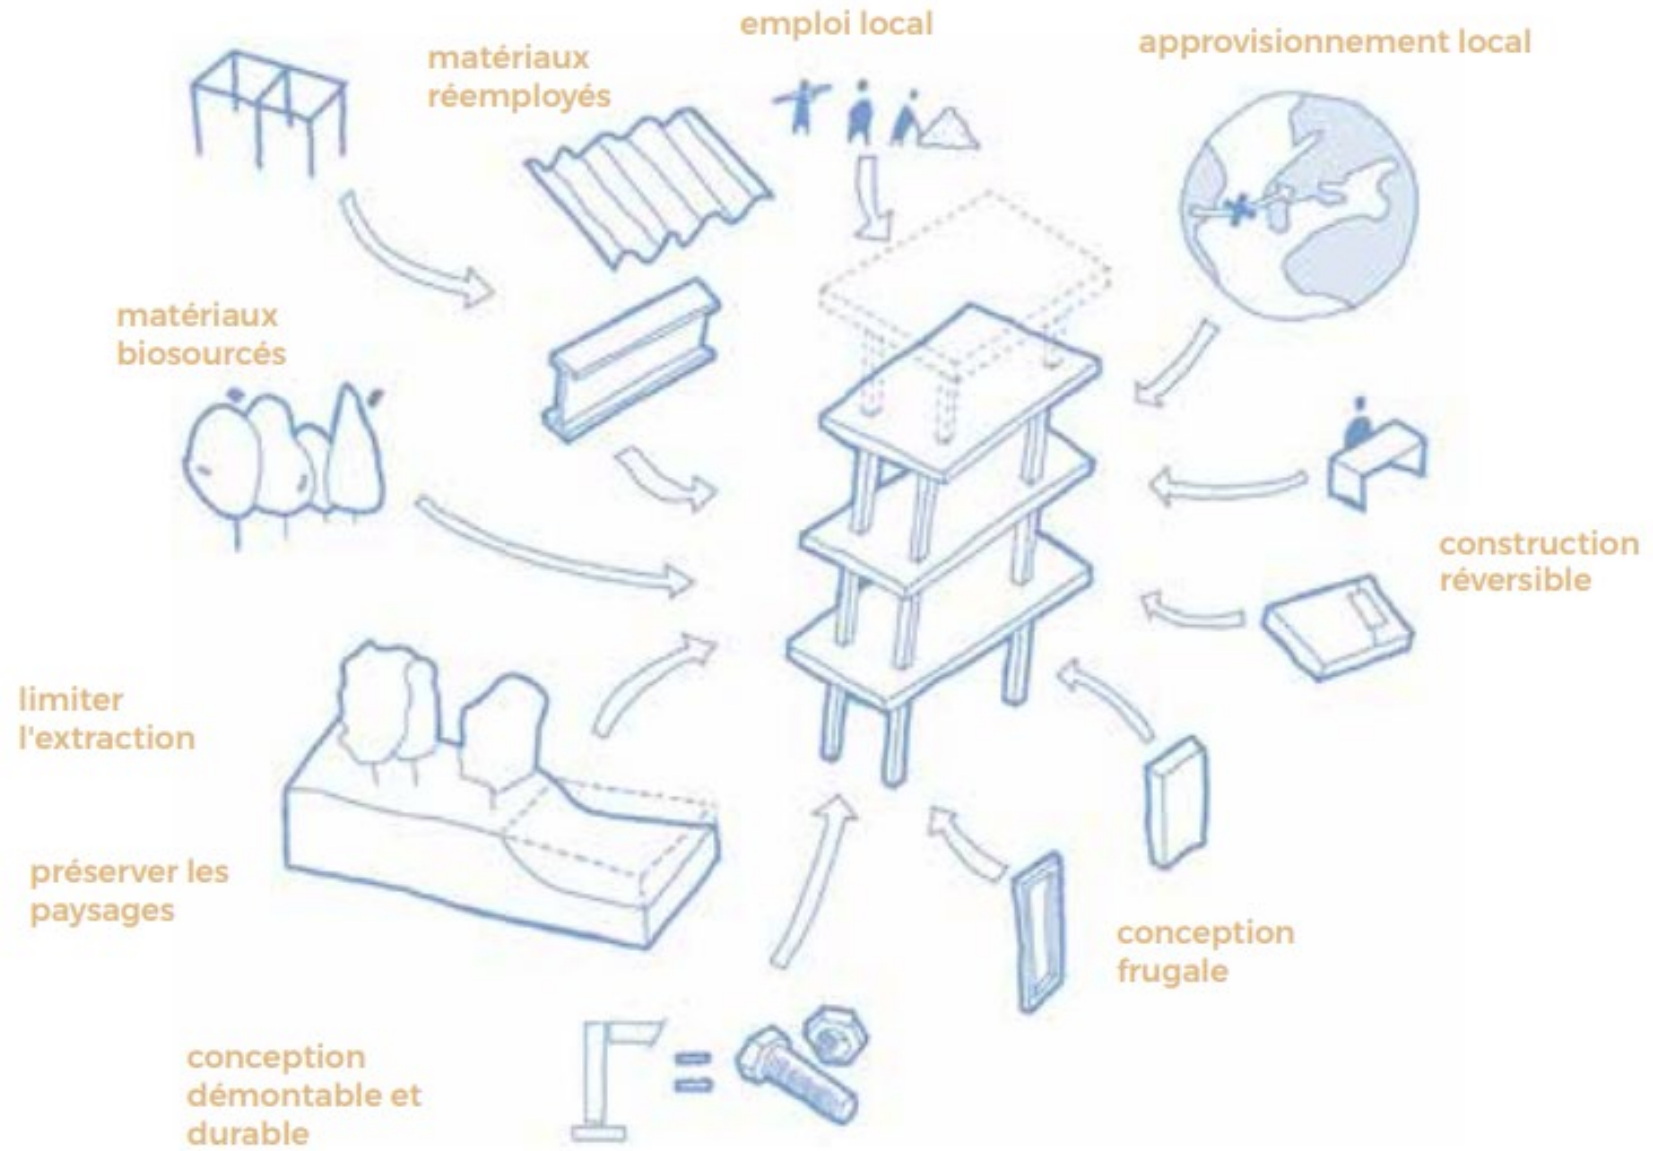 emploi local
approvisionnement local
matériaux
réemployés
matériaux
biosourcés
construction
réversible
limiter
l'extraction
préserver les
paysages
conception
frugale
conception
démontable et
durable